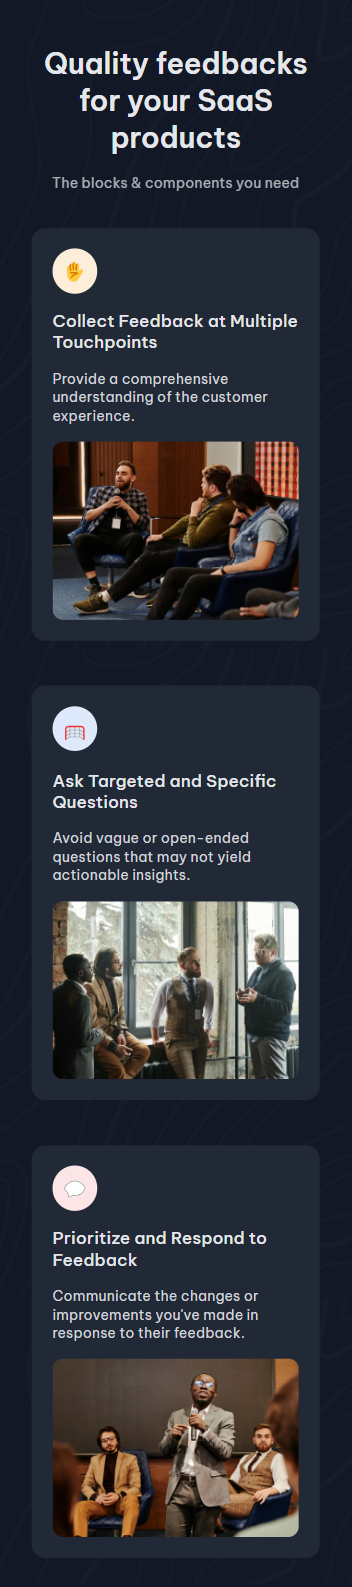 Quality feedbacks
for your SaaS
products
The blocks & components you need
Collect Feedback at Multiple
Touchpoints
Provide a comprehensive
understanding of the customer
experience.
Ask Targeted and Specific
Questions
Avoid vague or open-ended
questions that may not yield
actionable insights.
Prioritize and Respond to
Feedback
Communicate the changes or
improvements you've made in
response to their feedback.